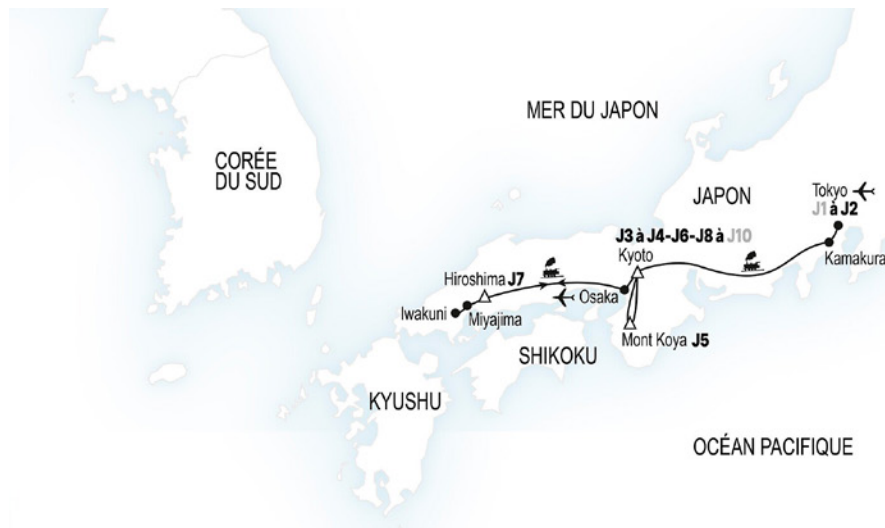 MER DU JAPON
CORÉE
DU SUD
JAPON
Tokyo
J1 à J2
J3 à J4-J6-J8 à J10
Kyoto
Kamakura
Hiroshima J7
Osaka
Iwakuni
Miyajima
Mont Koya J5
SHIKOKU
KYUSHU
OCÉAN PACIFIQUE